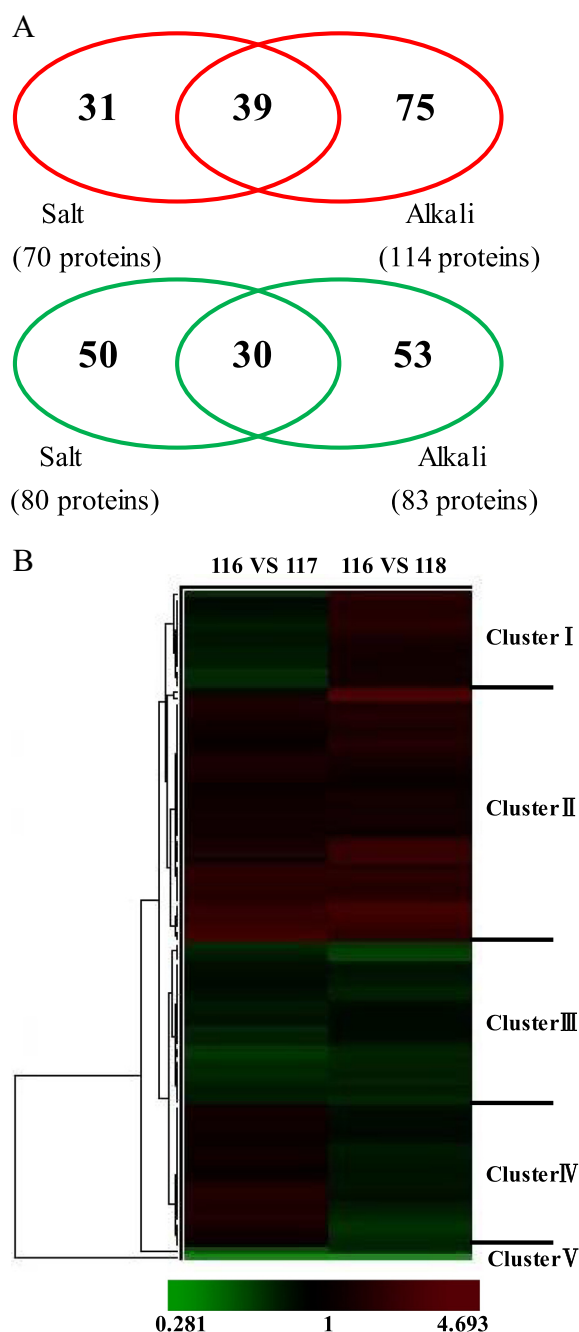 A
31 39 75
Salt Alkali
(70 proteins) (114 proteins)
50 30 53
Salt Alkali
(80 proteins) (83 proteins)
B
116 VS 117 116 VS 118
Cluster Ⅰ
Cluster Ⅱ
Cluster Ⅲ
Cluster Ⅳ
Cluster Ⅴ
0.281 1 4.693